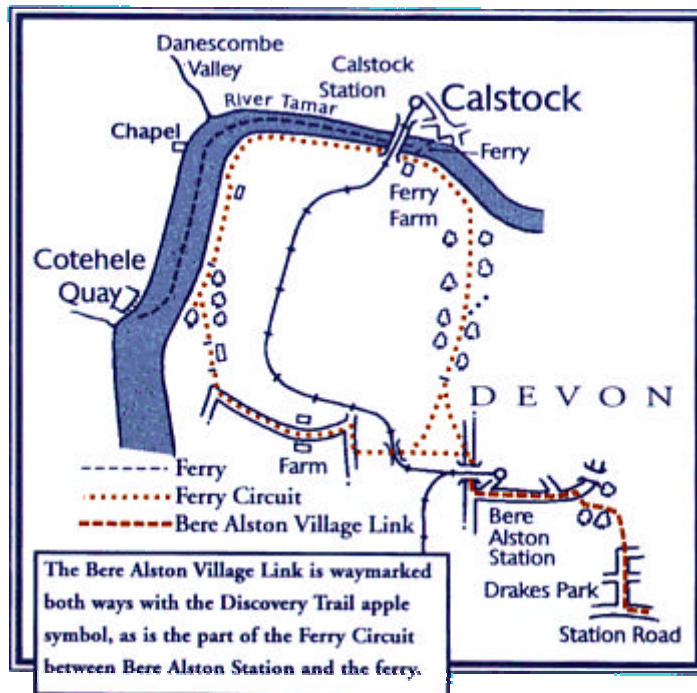 Danescombe
Valley
Calstock
Station
River Tamar
Calstock
Chapel
Ferry
Ferry
Farm
Cotehele
Quay
DEVON
Farm
Ferry
Ferry Circuit
Bere Alston Village Link
Bere
Alston
Station
Drakes Park
Station Road
The Bere Alston Village Link is waymarked
both ways with the Discovery Trail apple
symbol, as is the part of the Ferry Circuit
between Bere Alston Station and the ferry.